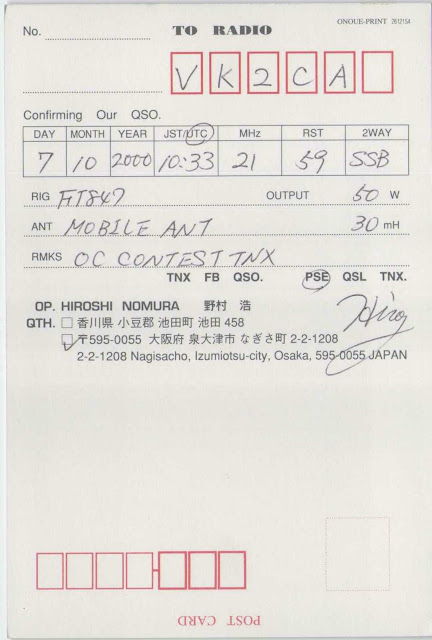 ONOUE-PRINT 2612154
No. TO RADIO
VK2CA
Confirming Our QSO.
DAY MONTH YEAR JST/UTC MHz RST 2WAY
7 10 2000 10:33 21 59 SSB
RIG FT847 OUTPUT 50 W
ANT MOBILE ANT 30 mH
RMKS OC CONTEST TNX
TNX FB QSO. PSE QSL TNX.
OP. HIROSHI NOMURA 野村 浩
Hiro
QTH. □ 香川県 小豆郡 池田町 池田 458
☑ 〒595-0055 大阪府 泉大津市 なぎさ町 2-2-1208
2-2-1208 Nagisacho, Izumiotsu-city, Osaka, 595-0055 JAPAN
POST CARD